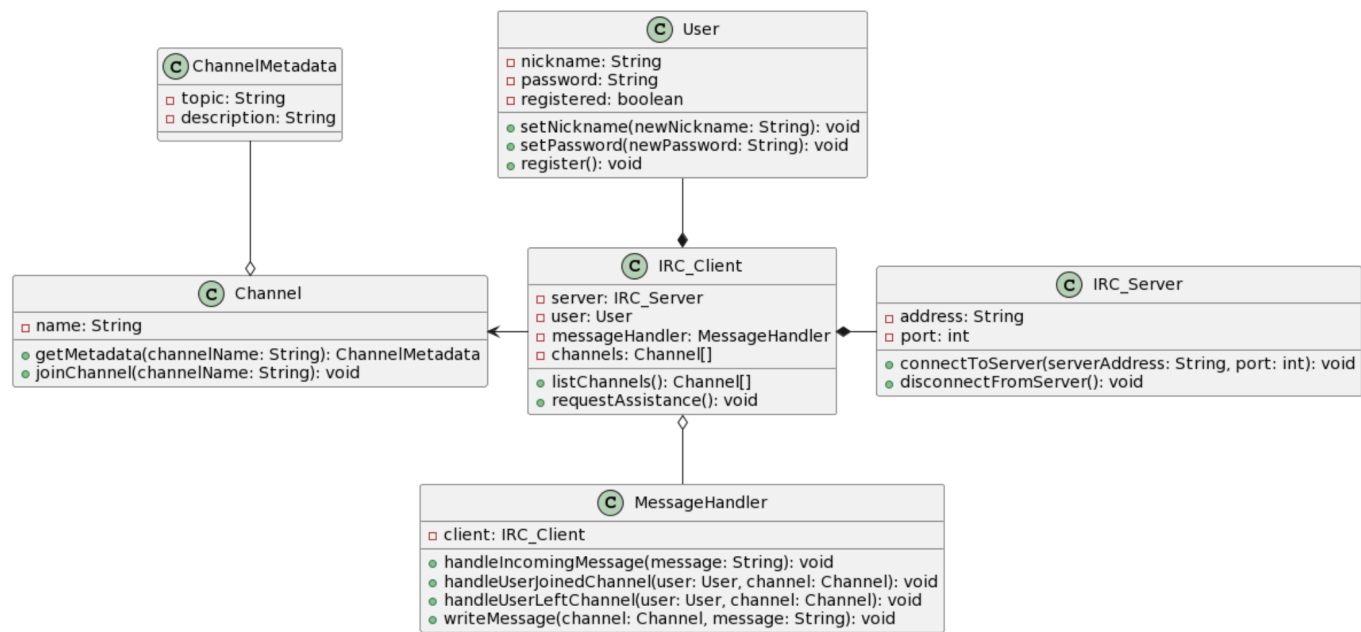 C User
- nickname: String
- password: String
- registered: boolean
setNickname(newNickname: String): void
setPassword(newPassword: String): void
register(): void
C ChannelMetadata
topic: String
description: String
C Channel
name: String
getMetadata(channelName: String): ChannelMetadata
joinChannel(channelName: String): void
C IRC_Client
server: IRC_Server
user: User
messageHandler: MessageHandler
channels: Channel[]
listChannels(): Channel[]
requestAssistance(): void
C IRC_Server
address: String
port: int
connectToServer(serverAddress: String, port: int): void
disconnectFromServer(): void
C MessageHandler
client: IRC_Client
handleIncomingMessage(message: String): void
handleUserJoinedChannel(user: User, channel: Channel): void
handleUserLeftChannel(user: User, channel: Channel): void
writeMessage(channel: Channel, message: String): void